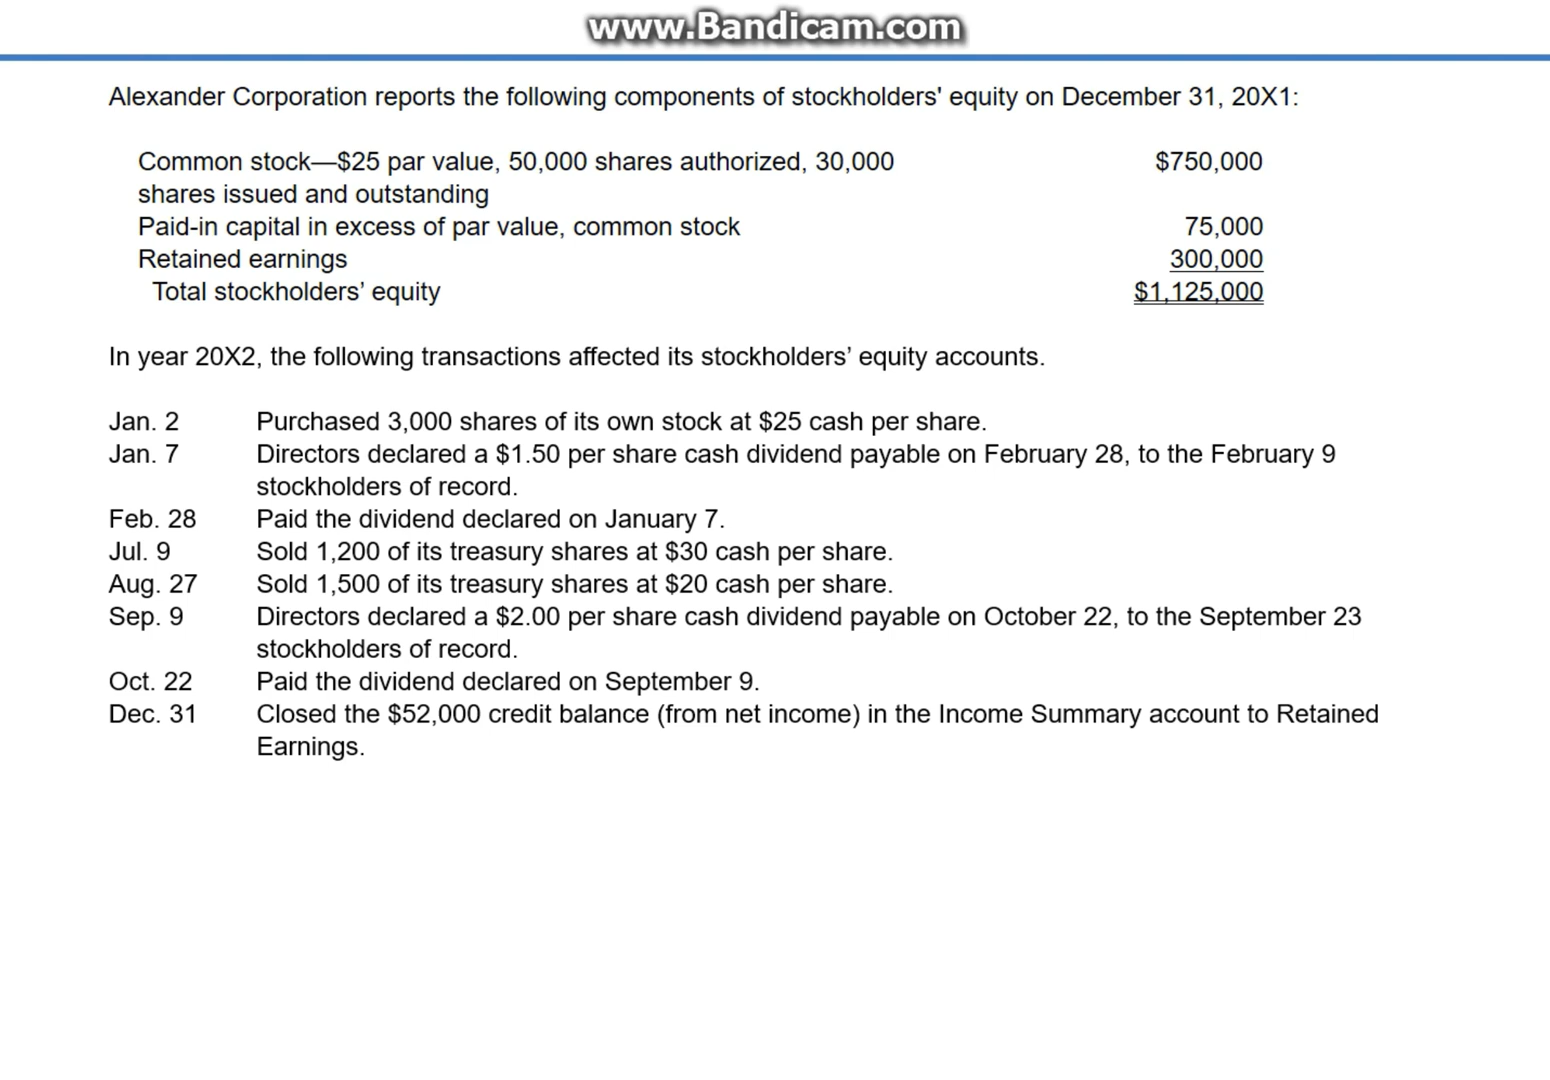 www.Bandicam.com
Alexander Corporation reports the following components of stockholders' equity on December 31, 20X1:
Common stock—$25 par value, 50,000 shares authorized, 30,000 $750,000
shares issued and outstanding
Paid-in capital in excess of par value, common stock 75,000
Retained earnings 300,000
Total stockholders’ equity $1,125,000
In year 20X2, the following transactions affected its stockholders’ equity accounts.
Jan. 2 Purchased 3,000 shares of its own stock at $25 cash per share.
Jan. 7 Directors declared a $1.50 per share cash dividend payable on February 28, to the February 9
stockholders of record.
Feb. 28 Paid the dividend declared on January 7.
Jul. 9 Sold 1,200 of its treasury shares at $30 cash per share.
Aug. 27 Sold 1,500 of its treasury shares at $20 cash per share.
Sep. 9 Directors declared a $2.00 per share cash dividend payable on October 22, to the September 23
stockholders of record.
Oct. 22 Paid the dividend declared on September 9.
Dec. 31 Closed the $52,000 credit balance (from net income) in the Income Summary account to Retained
Earnings.